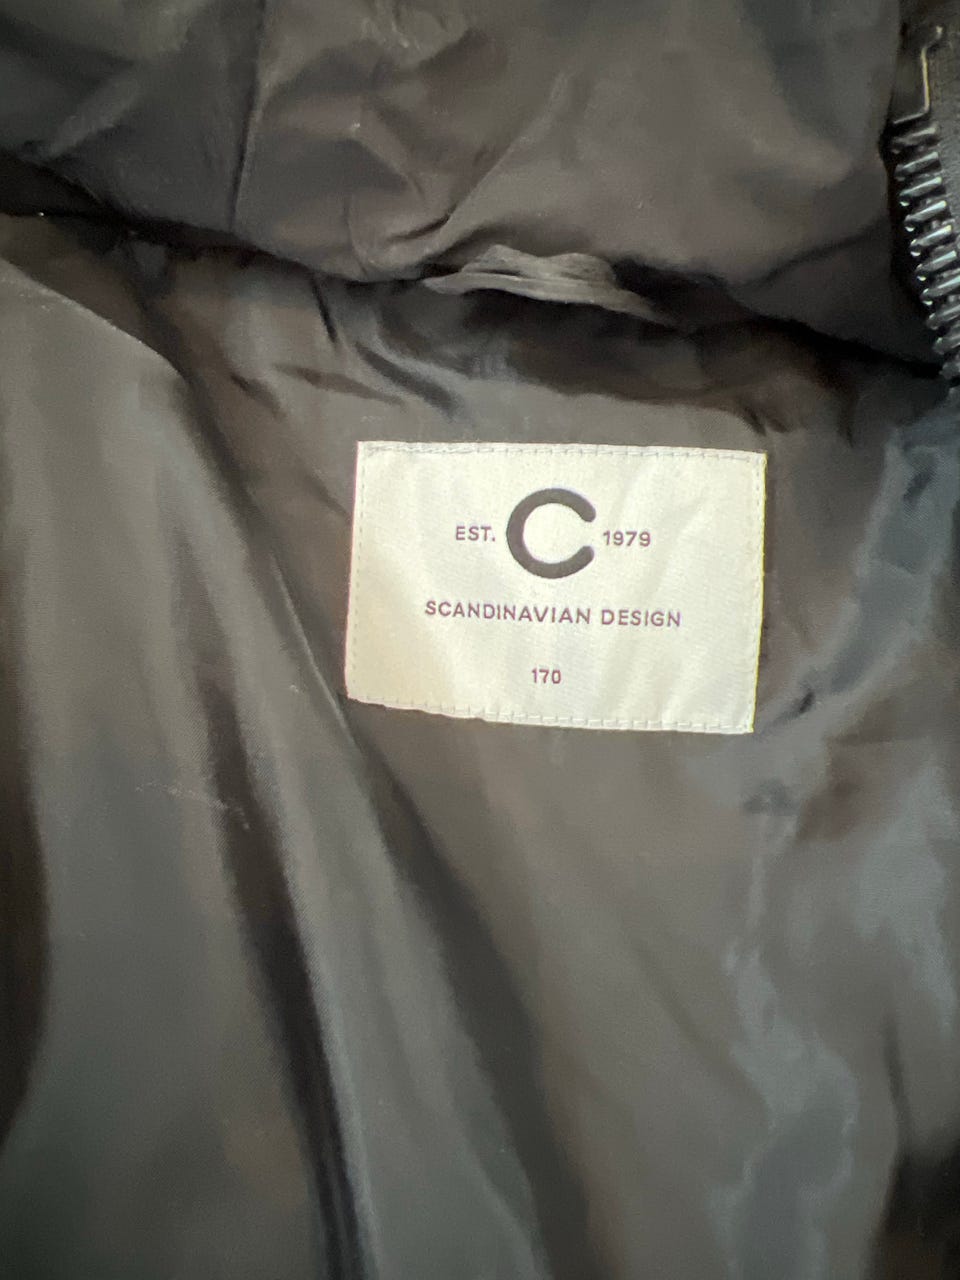 EST. C 1979
SCANDINAVIAN DESIGN
170